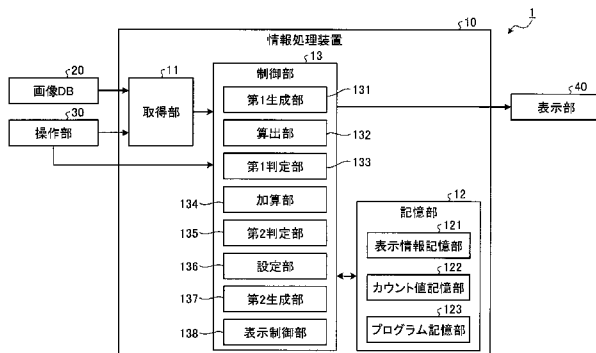 1
10
情報処理装置
20
画像DB
30
操作部
11
取得部
13
制御部
第1生成部
131
算出部
132
第1判定部
133
134
加算部
135
第2判定部
136
設定部
137
第2生成部
138
表示制御部
12
記憶部
121
表示情報記憶部
122
カウント値記憶部
123
プログラム記憶部
40
表示部